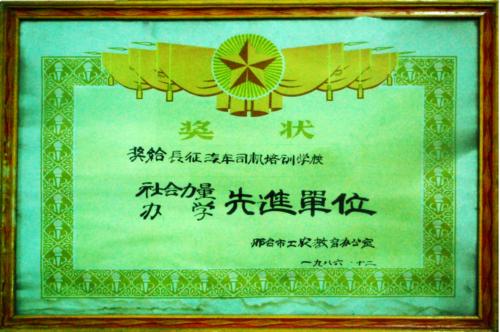 奖状
奖给長征汽车司机培训学校
社会力量
办学 先進單位
邢台市工农教育办公室
一九八六·十二